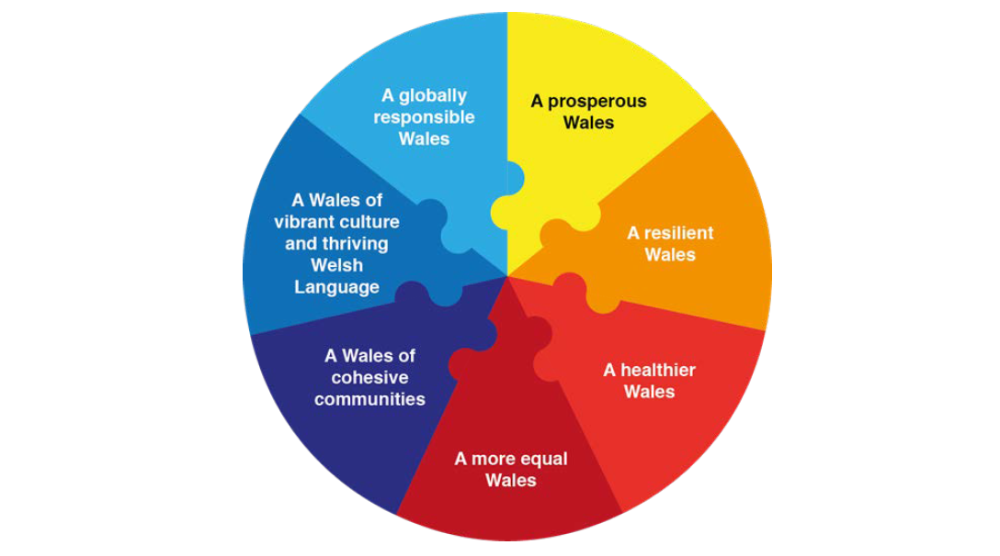 A prosperous
Wales
A resilient
Wales
A healthier
Wales
A more equal
Wales
A Wales of
cohesive
communities
A Wales of
vibrant culture
and thriving
Welsh
Language
A globally
responsible
Wales